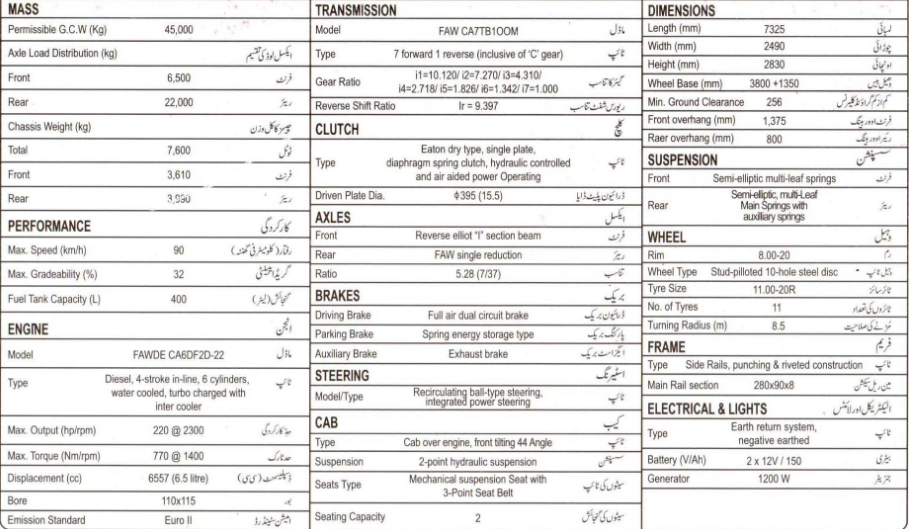 MASS
Permissible G.C.W (Kg) 45,000
Axle Load Distribution (kg) ایکسل لوڈ کی تقسیم
Front 6,500 فرنٹ
Rear 22,000 ریئر
Chassis Weight (kg) چیسز کا کل وزن
Total 7,600 ٹوٹل
Front 3,610 فرنٹ
Rear ریئر
PERFORMANCE کارکردگی
Max. Speed (km/h) 90 رفتار (کلومیٹر فی گھنٹہ)
Max. Gradeability (%) 32
Fuel Tank Capacity (L) 400 گنجائش (لیٹر)
ENGINE انجن
Model FAWDE CA6DF2D-22 ماڈل
Type Diesel, 4-stroke in-line, 6 cylinders, ٹائپ
water cooled, turbo charged with
inter cooler
Max. Output (hp/rpm) 220 @ 2300 حد کارکردگی
Max. Torque (Nm/rpm) 770 @ 1400 حد ٹارک
Displacement (cc) 6557 (6.5 litre) ڈسپلیسمنٹ (سی سی)
Bore 110x115 بور
Emission Standard Euro II ایمیشن سٹینڈرڈ
TRANSMISSION
Model FAW CA7TB1OOM ماڈل
Type 7 forward 1 reverse (inclusive of 'C' gear) ٹائپ
Gear Ratio i1=10.120/ i2=7.270/ i3=4.310/ گیئر کا تناسب
i4=2.718/ i5=1.826/ i6=1.342/ i7=1.000
Reverse Shift Ratio Ir = 9.397 ریورس شفٹ تناسب
CLUTCH کلچ
Eaton dry type, single plate,
Type diaphragm spring clutch, hydraulic controlled ٹائپ
and air aided power Operating
Driven Plate Dia. Φ395 (15.5) ڈرائیون پلیٹ ڈایا
AXLES ایکسل
Front Reverse elliot "I" section beam فرنٹ
Rear FAW single reduction ریئر
Ratio 5.28 (7/37) تناسب
BRAKES بریک
Driving Brake Full air dual circuit brake ڈرائیون بریک
Parking Brake Spring energy storage type پارکنگ بریک
Auxiliary Brake Exhaust brake ایگزاسٹ بریک
STEERING اسٹیرنگ
Model/Type Recirculating ball-type steering, ٹائپ
integrated power steering
CAB کیب
Type Cab over engine, front tilting 44 Angle ٹائپ
Suspension 2-point hydraulic suspension سسپنشن
Seats Type Mechanical suspension Seat with سیٹوں کی ٹائپ
3-Point Seat Belt
Seating Capacity 2 سیٹوں کی گنجائش
DIMENSIONS
Length (mm) 7325 لمبائی
Width (mm) 2490 چوڑائی
Height (mm) 2830 اونچائی
Wheel Base (mm) 3800 +1350 وہیل بیس
Min. Ground Clearance 256 کم از کم گراؤنڈ کلیرنس
Front overhang (mm) 1,375 فرنٹ اوور ہینگ
Raer overhang (mm) 800 ریئر اوور ہینگ
SUSPENSION سسپنشن
Front Semi-elliptic multi-leaf springs فرنٹ
Rear Semi-elliptic, multi-Leaf ریئر
Main Springs with
auxilliary springs
WHEEL وہیل
Rim 8.00-20 رم
Wheel Type Stud-pilloted 10-hole steel disc وہیل ٹائپ
Tyre Size 11.00-20R ٹائر سائز
No. of Tyres 11 ٹائروں کی تعداد
Turning Radius (m) 8.5 مڑنے کی صلاحیت
FRAME فریم
Type Side Rails, punching & riveted construction ٹائپ
Main Rail section 280x90x8 مین ریل سیکشن
ELECTRICAL & LIGHTS الیکٹریکل اور لائٹس
Type Earth return system, ٹائپ
negative earthed
Battery (V/Ah) 2 x 12V / 150 بیٹری
Generator 1200 W جنریٹر